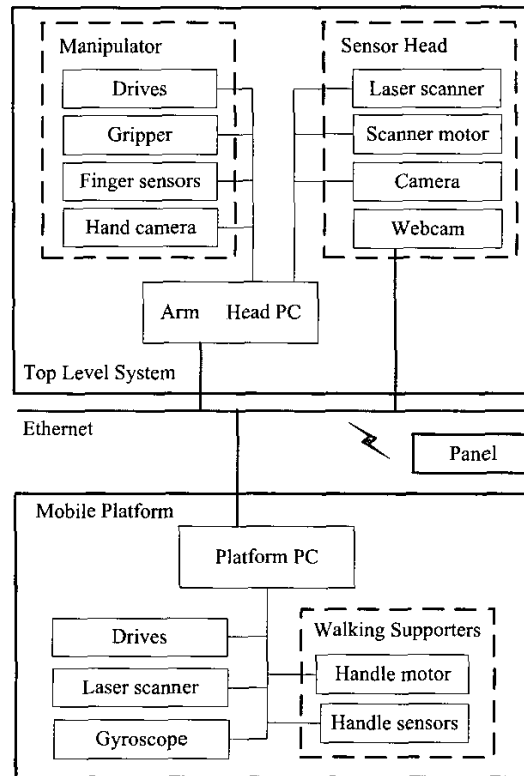 Manipulator
Drives
Gripper
Finger sensors
Hand camera
Sensor Head
Laser scanner
Scanner motor
Camera
Webcam
Arm Head PC
Top Level System
Ethernet
Panel
Mobile Platform
Platform PC
Drives
Laser scanner
Gyroscope
Walking Supporters
Handle motor
Handle sensors